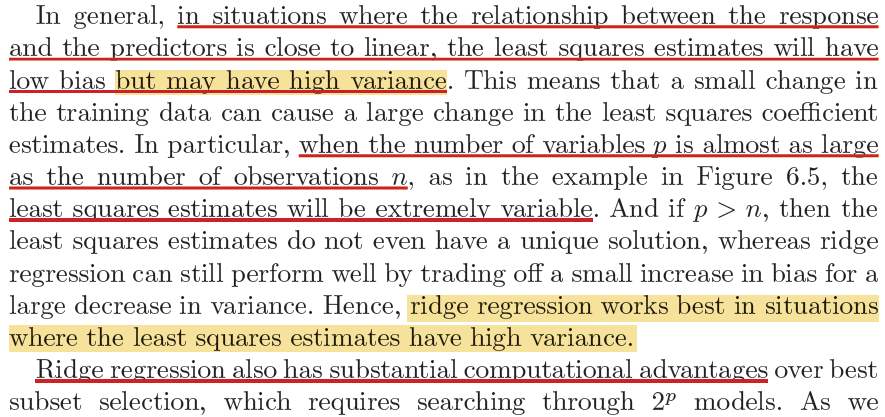 In general, in situations where the relationship between the response
and the predictors is close to linear, the least squares estimates will have
low bias but may have high variance. This means that a small change in
the training data can cause a large change in the least squares coefficient
estimates. In particular, when the number of variables p is almost as large
as the number of observations n, as in the example in Figure 6.5, the
least squares estimates will be extremely variable. And if p > n, then the
least squares estimates do not even have a unique solution, whereas ridge
regression can still perform well by trading off a small increase in bias for a
large decrease in variance. Hence, ridge regression works best in situations
where the least squares estimates have high variance.
Ridge regression also has substantial computational advantages over best
subset selection, which requires searching through 2ᵖ models. As we